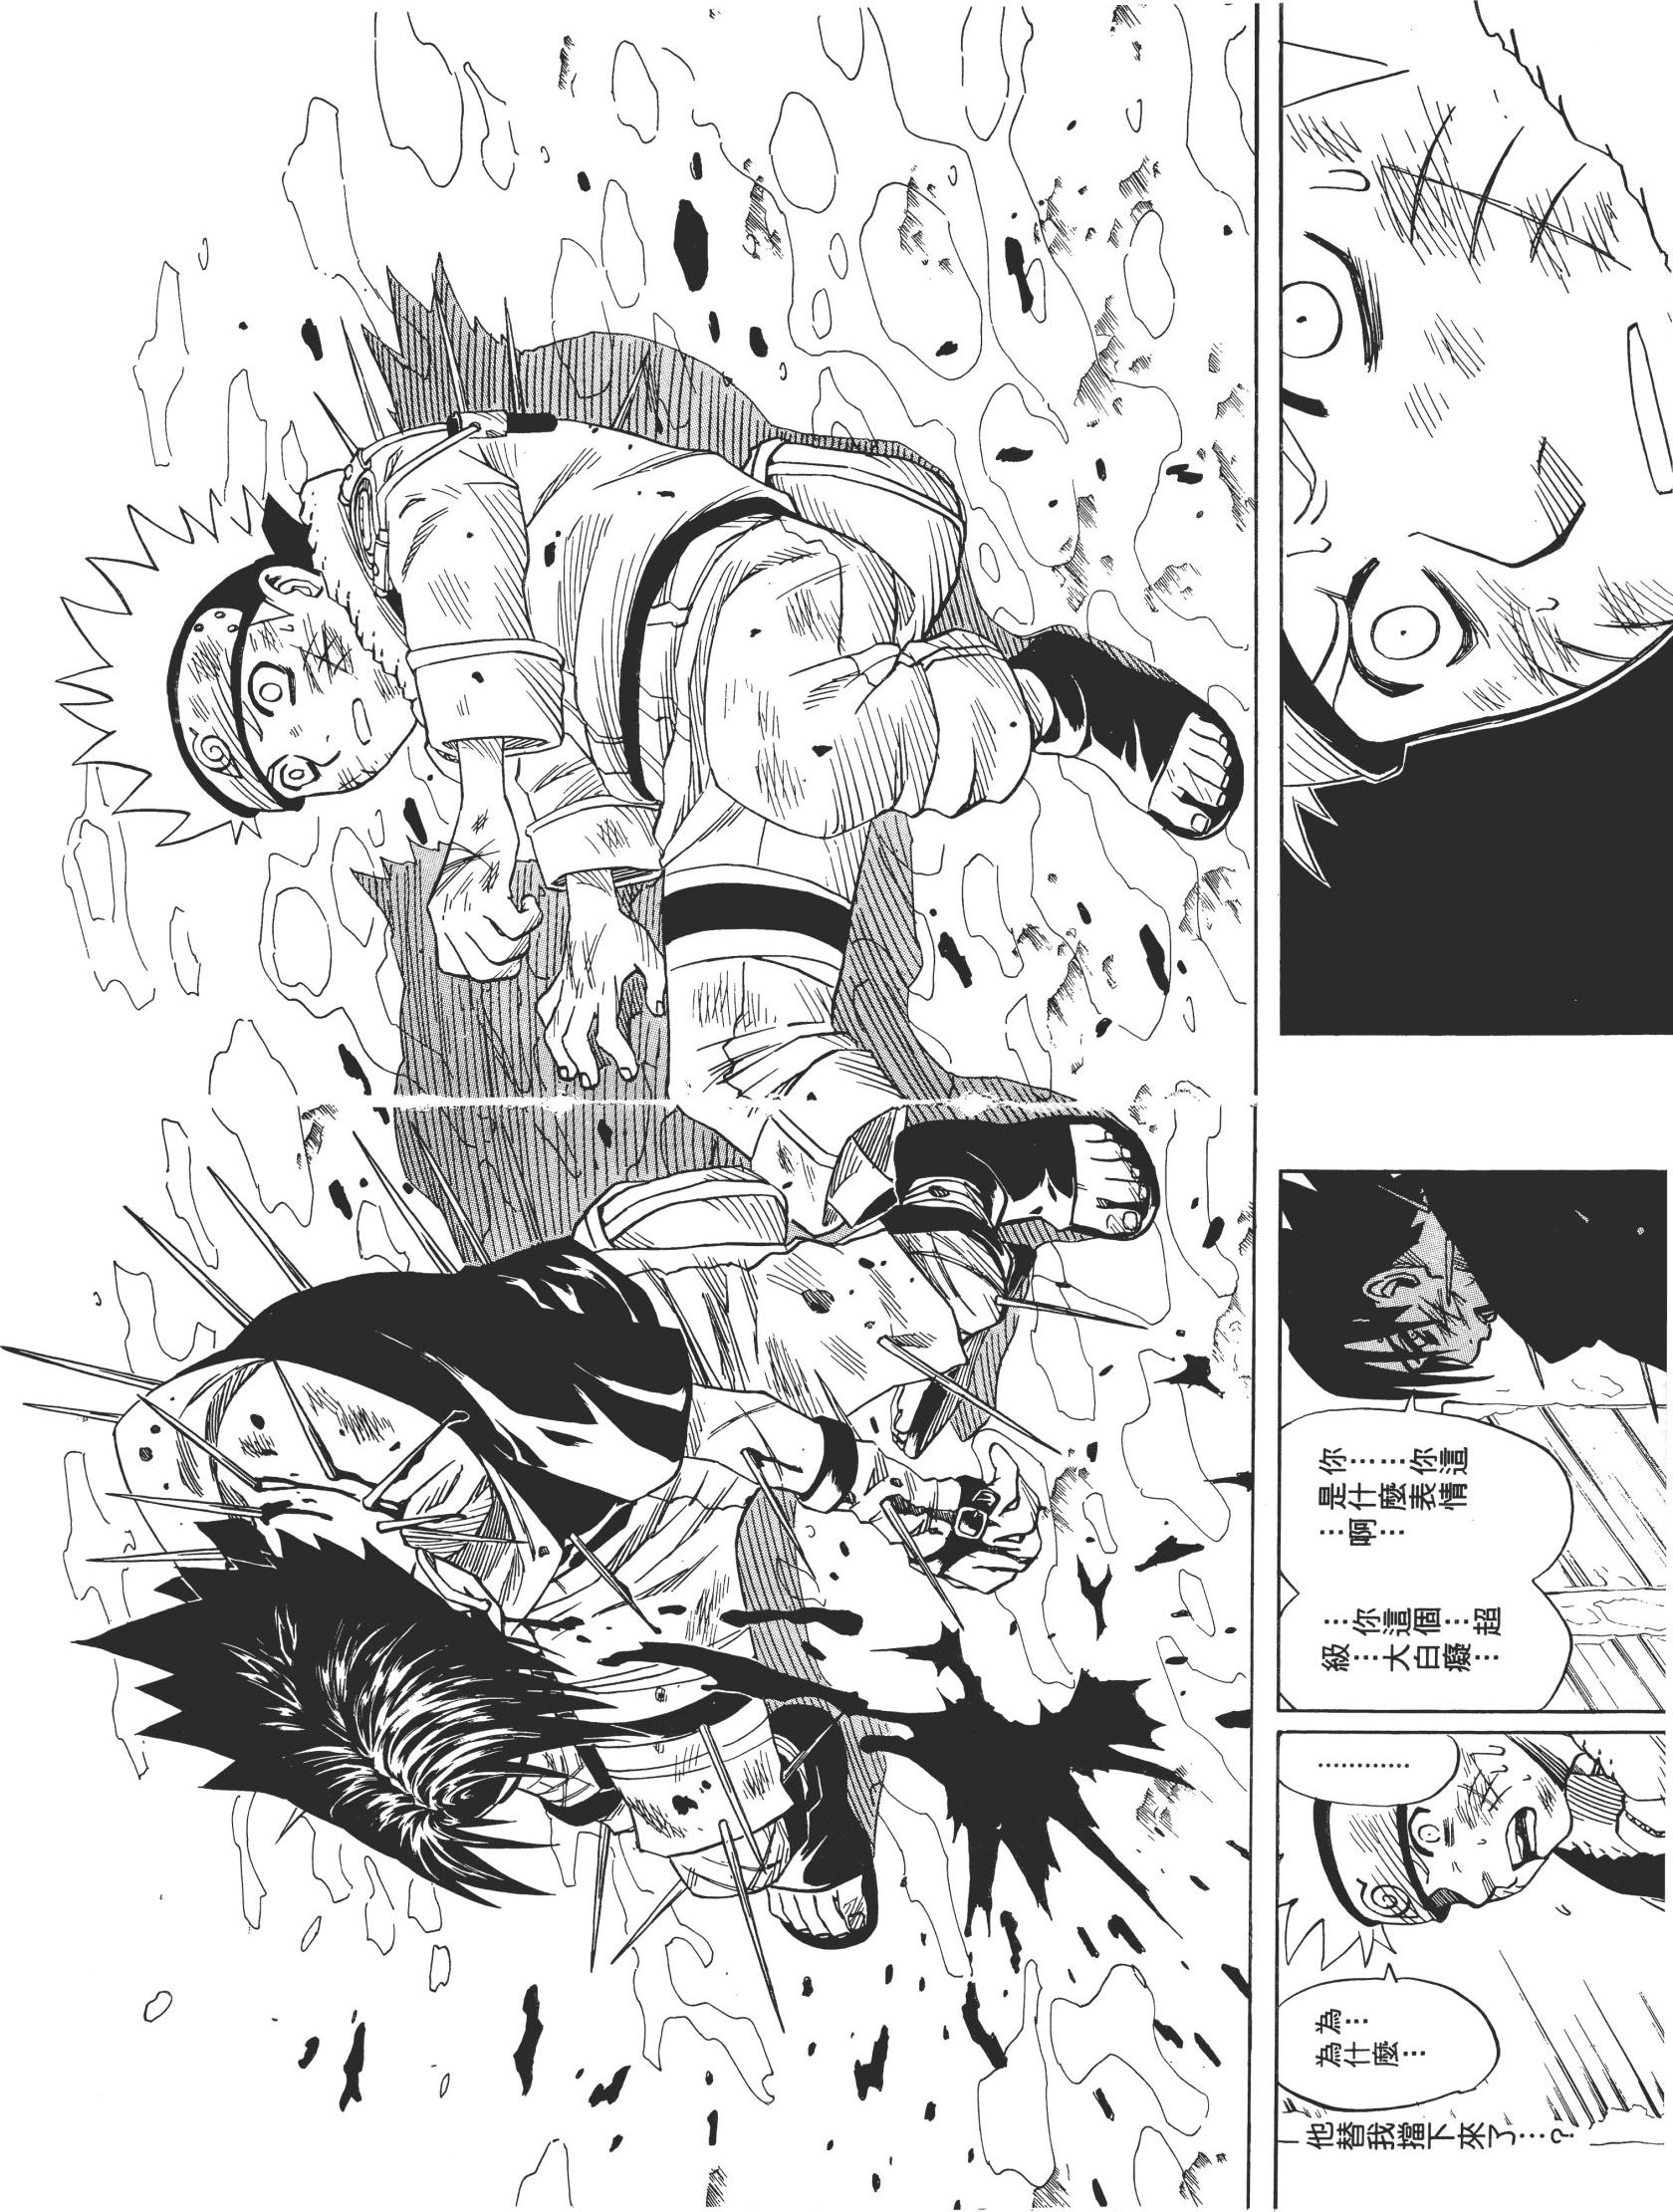 你……你這
是什麼表情
…啊…
…你這個…超
級…大白癡…
…………
為…
為什麼…
他替我擋下來了…?